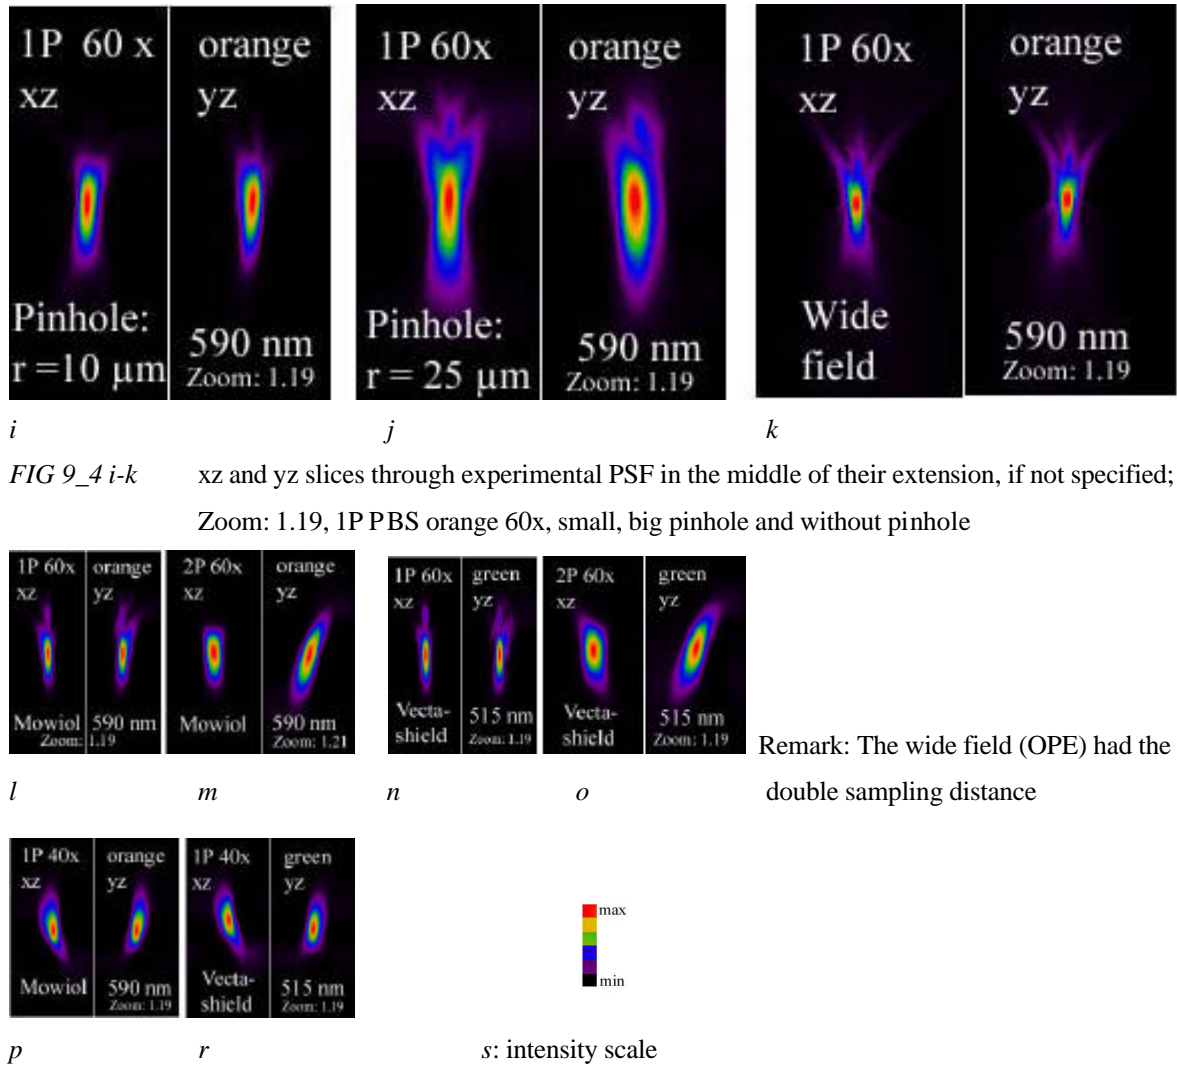 1P 60 x orange
xz yz
Pinhole:
r =10 µm
590 nm
Zoom: 1.19
1P 60x orange
xz yz
Pinhole:
r = 25 µm
590 nm
Zoom: 1.19
1P 60x orange
xz yz
Wide
field
590 nm
Zoom: 1.19
i j k
FIG 9_4 i-k xz and yz slices through experimental PSF in the middle of their extension, if not specified;
Zoom: 1.19, 1P PBS orange 60x, small, big pinhole and without pinhole
1P 60x orange
xz yz
Mowiol 590 nm
Zoom: 1.19
2P 60x orange
xz yz
Mowiol 590 nm
Zoom: 1.21
1P 60x green
xz yz
Vecta-
shield
515 nm
Zoom: 1.19
2P 60x green
xz yz
Vecta-
shield
515 nm
Zoom: 1.19
Remark: The wide field (OPE) had the
l m n o double sampling distance
1P 40x orange
xz yz
Mowiol 590 nm
Zoom: 1.19
1P 40x green
xz yz
Vecta-
shield
515 nm
Zoom: 1.19
max
min
p r s: intensity scale